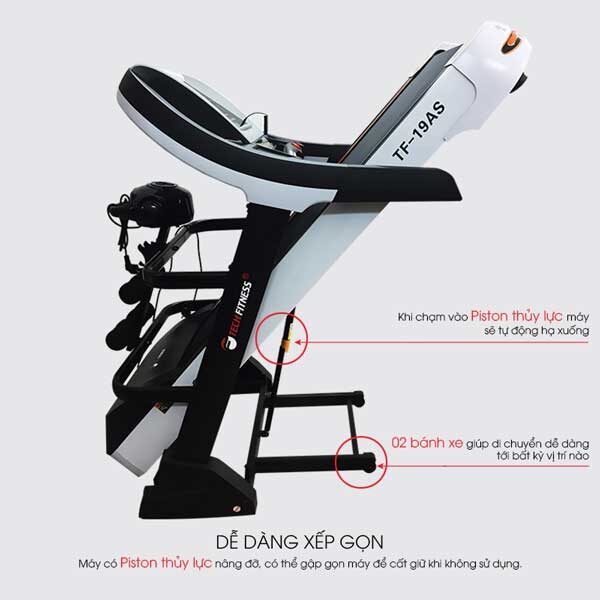 TF-19AS
TECH FITNESS®
Khi chạm vào Piston thủy lực máy
sẽ tự động hạ xuống
02 bánh xe giúp di chuyển dễ dàng
tới bất kỳ vị trí nào
DỄ DÀNG XẾP GỌN
Máy có Piston thủy lực nâng đỡ, có thể gập gọn máy để cất giữ khi không sử dụng.